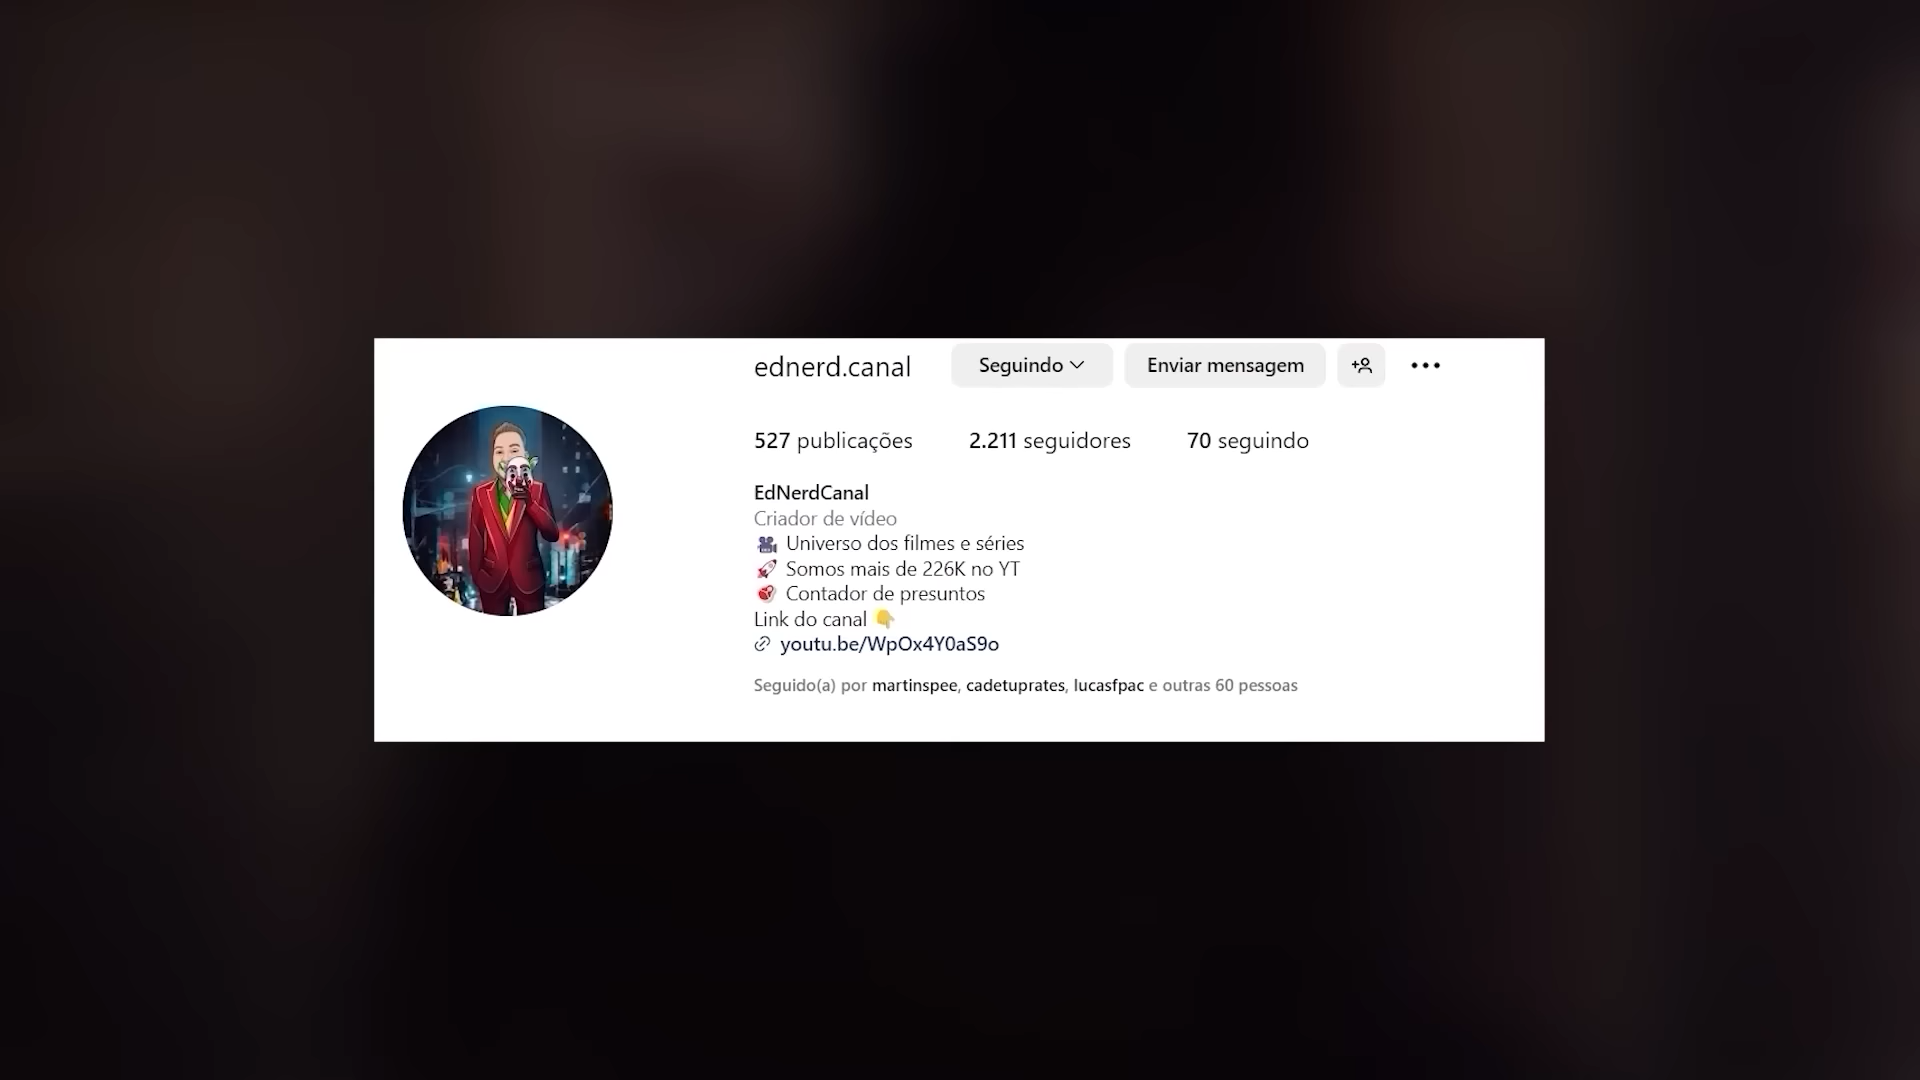 ednerd.canal Seguindo Enviar mensagem
527 publicações 2.211 seguidores 70 seguindo
EdNerdCanal
Criador de vídeo
🎥 Universo dos filmes e séries
🚀 Somos mais de 226K no YT
🥩 Contador de presuntos
Link do canal 👇
youtu.be/WpOx4Y0aS9o
Seguido(a) por martinspee, cadetuprates, lucasfpac e outras 60 pessoas